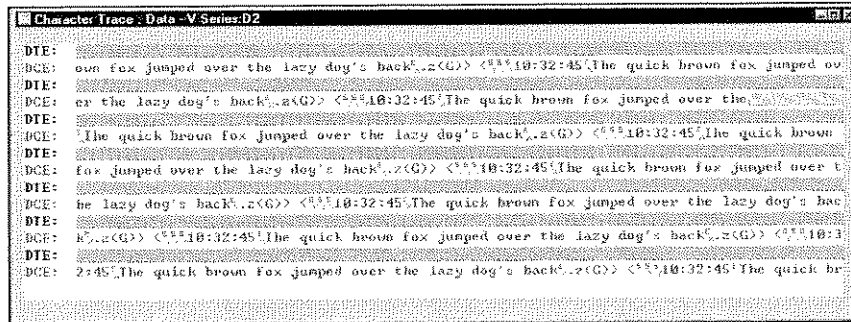 Character Trace : Data - V-Series:D2
DTE:
DCE: own fox jumped over the lazy dog's back ..z(G)> < 10:32:45 The quick brown fox jumped ov
DTE:
DCE: er the lazy dog's back ..z(G)> < 10:32:45 The quick brown fox jumped over the
DTE:
DCE: The quick brown fox jumped over the lazy dog's back ..z(G)> < 10:32:45 The quick brown
DTE:
DCE: fox jumped over the lazy dog's back ..z(G)> < 10:32:45 The quick brown fox jumped over t
DTE:
DCE: he lazy dog's back ..z(G)> < 10:32:45 The quick brown fox jumped over the lazy dog's bac
DTE:
DCE: k ..z(G)> < 10:32:45 The quick brown fox jumped over the lazy dog's back ..z(G)> < 10:3
DTE:
DCE: 2:45 The quick brown fox jumped over the lazy dog's back ..z(G)> < 10:32:45 The quick br